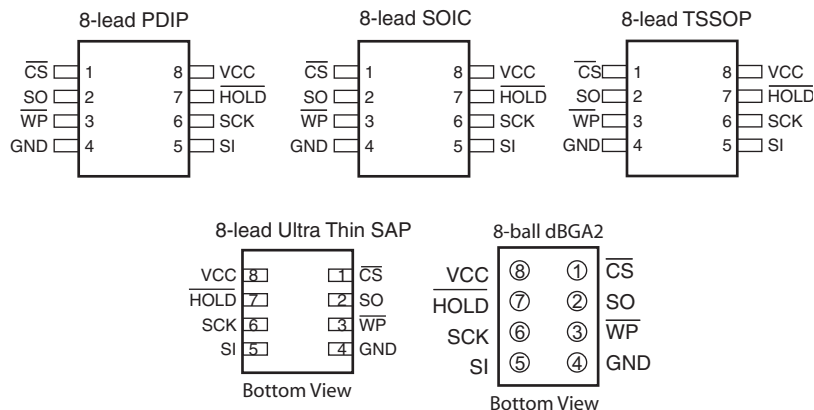 8-lead PDIP
CS 1 8 VCC
SO 2 7 HOLD
WP 3 6 SCK
GND 4 5 SI
8-lead SOIC
CS 1 8 VCC
SO 2 7 HOLD
WP 3 6 SCK
GND 4 5 SI
8-lead TSSOP
CS 1 8 VCC
SO 2 7 HOLD
WP 3 6 SCK
GND 4 5 SI
8-lead Ultra Thin SAP
VCC 8 1 CS
HOLD 7 2 SO
SCK 6 3 WP
SI 5 4 GND
Bottom View
8-ball dBGA2
VCC 8 1 CS
HOLD 7 2 SO
SCK 6 3 WP
SI 5 4 GND
Bottom View